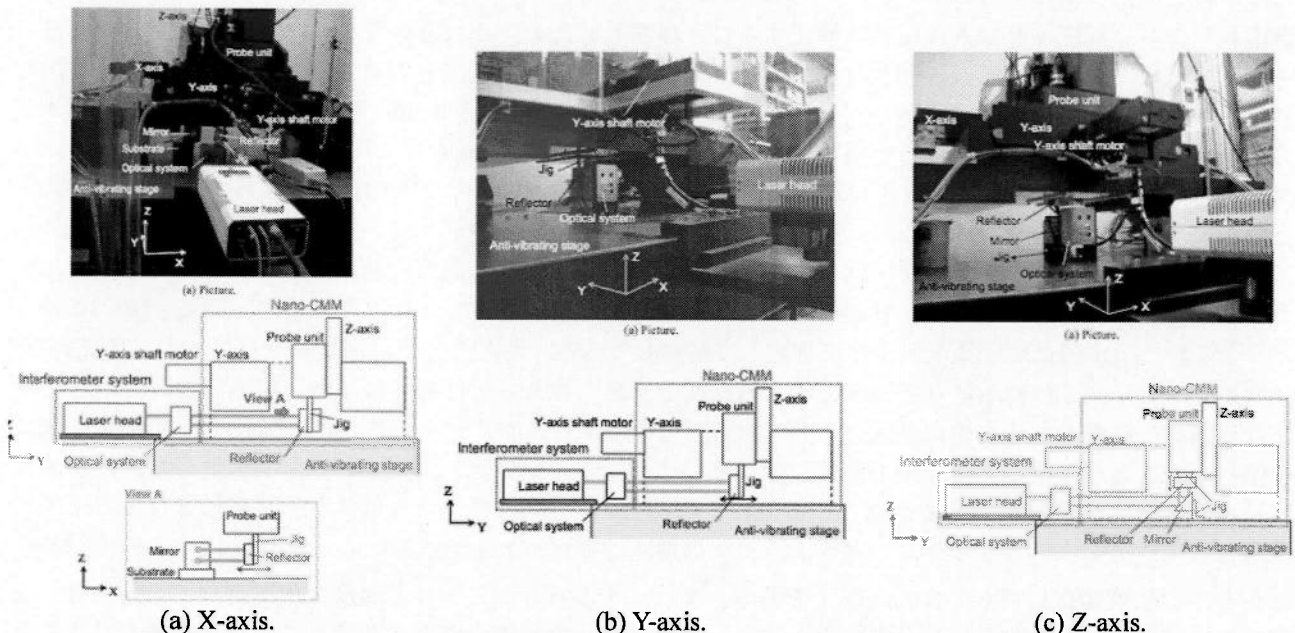 Z-axis
Probe unit
X-axis
Y-axis
Y-axis shaft motor
Mirror
Reflector
Substrate
Jig
Optical system
Anti-vibrating stage
Laser head
Z
Y
X
(a) Picture.
Nano-CMM
Probe unit
Z-axis
Y-axis shaft motor
Y-axis
Interferometer system
View A
Laser head
Jig
Optical system
Reflector
Anti-vibrating stage
Y
View A
Probe unit
Jig
Mirror
Reflector
Substrate
Z
X
(a) X-axis.
Y-axis shaft motor
Jig
Laser head
Reflector
Optical system
Anti-vibrating stage
Z
Y
X
(a) Picture.
Nano-CMM
Probe unit
Z-axis
Y-axis shaft motor
Y-axis
Interferometer system
Laser head
Jig
Z
Y
Optical system
Reflector
Anti-vibrating stage
(b) Y-axis.
Probe unit
X-axis
Y-axis
Y-axis shaft motor
Reflector
Laser head
Mirror
Jig
Optical system
Anti-vibrating stage
Z
Y
X
(a) Picture.
Nano-CMM
Probe unit
Z-axis
Y-axis shaft motor
Y-axis
Interferometer system
Laser head
Jig
Z
Y
Optical system
Reflector
Mirror
Anti-vibrating stage
(c) Z-axis.